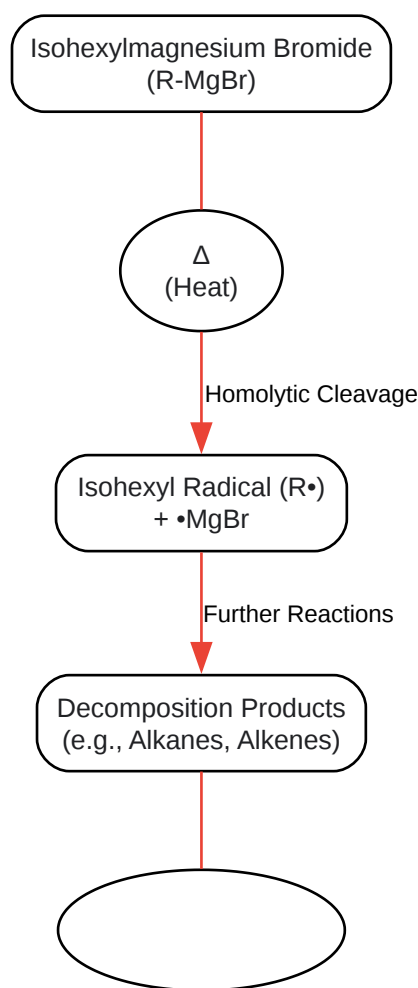 Isohexylmagnesium Bromide
(R-MgBr)
Δ
(Heat)
Homolytic Cleavage
Isohexyl Radical (R•)
+ •MgBr
Further Reactions
Decomposition Products
(e.g., Alkanes, Alkenes)